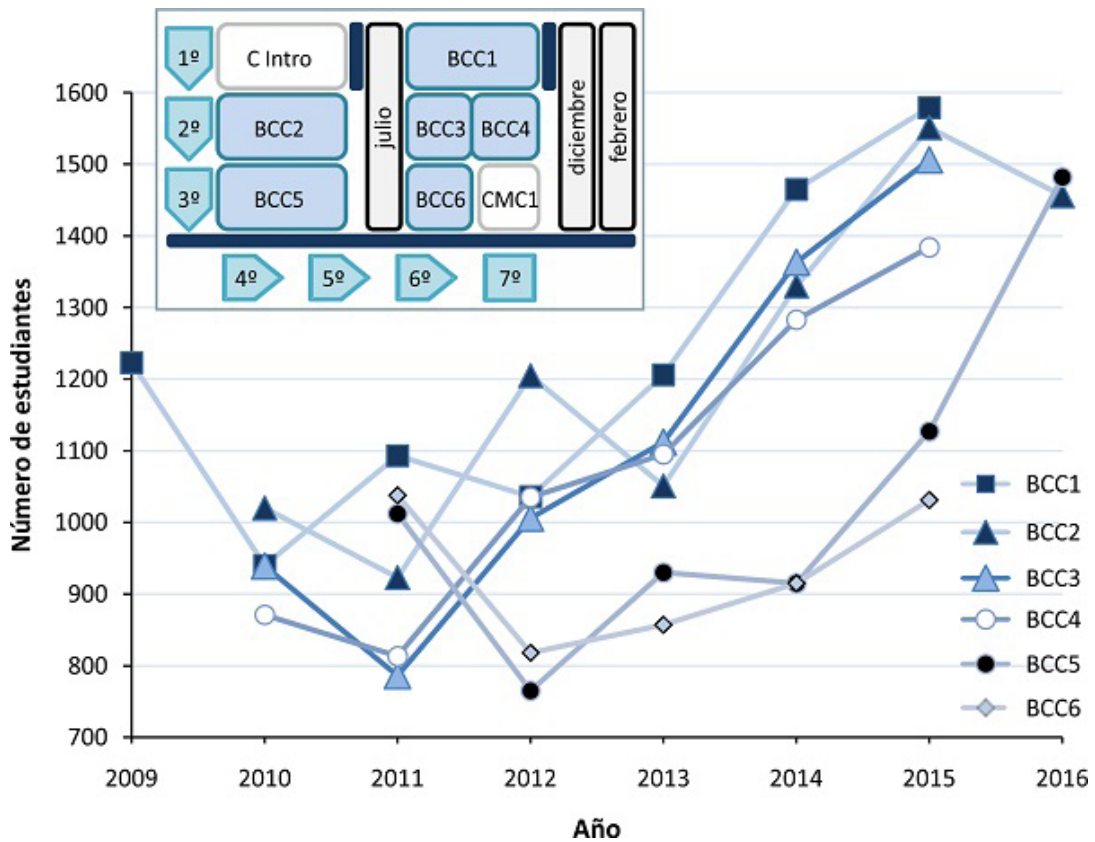 1º
C Intro
julio
BCC1
diciembre
febrero
2º
BCC2
BCC3
BCC4
3º
BCC5
BCC6
CMC1
4º
5º
6º
7º
Número de estudiantes
1600
1500
1400
1300
1200
1100
1000
900
800
700
BCC1
BCC2
BCC3
BCC4
BCC5
BCC6
2009 2010 2011 2012 2013 2014 2015 2016
Año